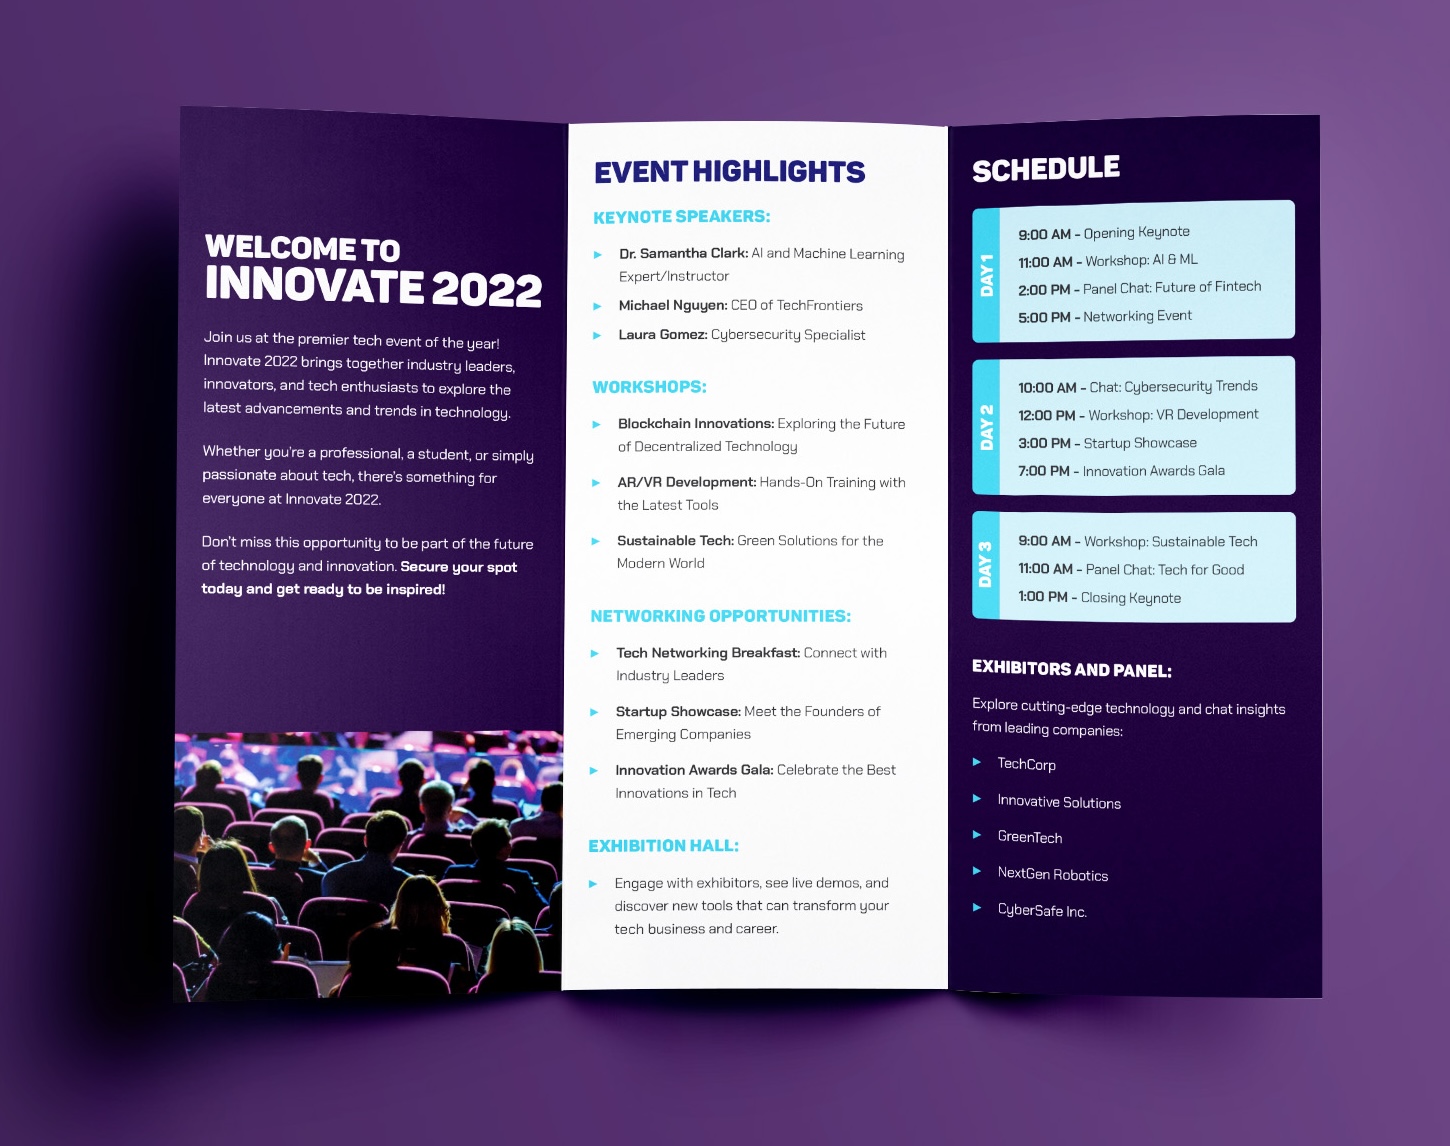 WELCOME TO
INNOVATE 2022
Join us at the premier tech event of the year!
Innovate 2022 brings together industry leaders,
innovators, and tech enthusiasts to explore the
latest advancements and trends in technology.
Whether you're a professional, a student, or simply
passionate about tech, there's something for
everyone at Innovate 2022.
Don't miss this opportunity to be part of the future
of technology and innovation. Secure your spot
today and get ready to be inspired!
EVENT HIGHLIGHTS
KEYNOTE SPEAKERS:
Dr. Samantha Clark: AI and Machine Learning
Expert/Instructor
Michael Nguyen: CEO of TechFrontiers
Laura Gomez: Cybersecurity Specialist
WORKSHOPS:
Blockchain Innovations: Exploring the Future
of Decentralized Technology
AR/VR Development: Hands-On Training with
the Latest Tools
Sustainable Tech: Green Solutions for the
Modern World
NETWORKING OPPORTUNITIES:
Tech Networking Breakfast: Connect with
Industry Leaders
Startup Showcase: Meet the Founders of
Emerging Companies
Innovation Awards Gala: Celebrate the Best
Innovations in Tech
EXHIBITION HALL:
Engage with exhibitors, see live demos, and
discover new tools that can transform your
tech business and career.
SCHEDULE
DAY 1
9:00 AM - Opening Keynote
11:00 AM - Workshop: AI & ML
2:00 PM - Panel Chat: Future of Fintech
5:00 PM - Networking Event
DAY 2
10:00 AM - Chat: Cybersecurity Trends
12:00 PM - Workshop: VR Development
3:00 PM - Startup Showcase
7:00 PM - Innovation Awards Gala
DAY 3
9:00 AM - Workshop: Sustainable Tech
11:00 AM - Panel Chat: Tech for Good
1:00 PM - Closing Keynote
EXHIBITORS AND PANEL:
Explore cutting-edge technology and chat insights
from leading companies:
TechCorp
Innovative Solutions
GreenTech
NextGen Robotics
CyberSafe Inc.